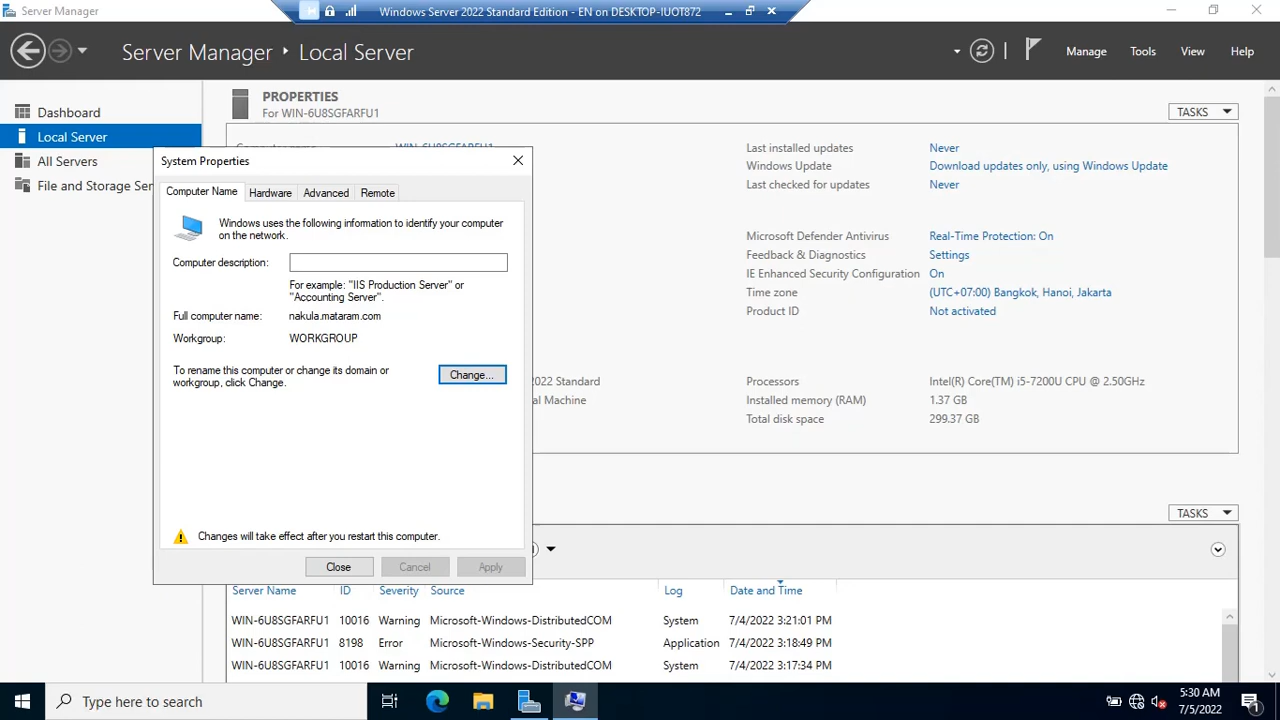 Server Manager
Windows Server 2022 Standard Edition - EN on DESKTOP-IUOT872
Server Manager ‣ Local Server
Manage
Tools
View
Help
Dashboard
Local Server
All Servers
File and Storage Ser
PROPERTIES
For WIN-6U8SGFARFU1
TASKS
Last installed updates Never
Windows Update Download updates only, using Windows Update
Last checked for updates Never
Microsoft Defender Antivirus Real-Time Protection: On
Feedback & Diagnostics Settings
IE Enhanced Security Configuration On
Time zone (UTC+07:00) Bangkok, Hanoi, Jakarta
Product ID Not activated
2022 Standard
al Machine
Processors Intel(R) Core(TM) i5-7200U CPU @ 2.50GHz
Installed memory (RAM) 1.37 GB
Total disk space 299.37 GB
System Properties
Computer Name
Hardware
Advanced
Remote
Windows uses the following information to identify your computer
on the network.
Computer description:
For example: "IIS Production Server" or
"Accounting Server".
Full computer name: nakula.mataram.com
Workgroup: WORKGROUP
To rename this computer or change its domain or
workgroup, click Change.
Change...
Changes will take effect after you restart this computer.
Close
Cancel
Apply
TASKS
Server Name ID Severity Source Log Date and Time
WIN-6U8SGFARFU1 10016 Warning Microsoft-Windows-DistributedCOM System 7/4/2022 3:21:01 PM
WIN-6U8SGFARFU1 8198 Error Microsoft-Windows-Security-SPP Application 7/4/2022 3:18:49 PM
WIN-6U8SGFARFU1 10016 Warning Microsoft-Windows-DistributedCOM System 7/4/2022 3:17:34 PM
Type here to search
5:30 AM
7/5/2022
1